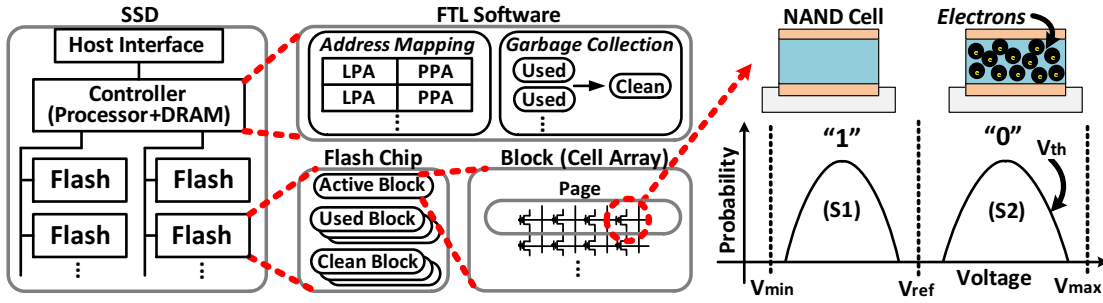 SSD
Host Interface
Controller
(Processor+DRAM)
Flash
Flash
Flash
Flash
FTL Software
Address Mapping
LPA PPA
LPA PPA
⋮
Garbage Collection
Used
Used
Clean
⋮
Flash Chip
Active Block
Used Block
Clean Block
Block (Cell Array)
Page
⋮
NAND Cell
Electrons
e e e e e e e e e e e e
Probability
"1"
(S1)
"0"
(S2)
Vth
Vmin
Vref
Voltage
Vmax